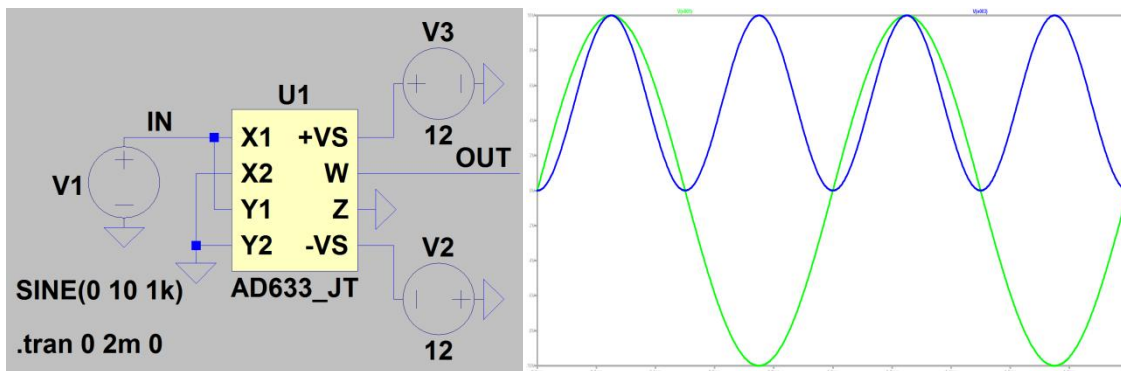 V3
U1
IN
X1 +VS
12
OUT
X2 W
V1
Y1 Z
V2
Y2 -VS
SINE(0 10 1k)
AD633_JT
.tran 0 2m 0
12